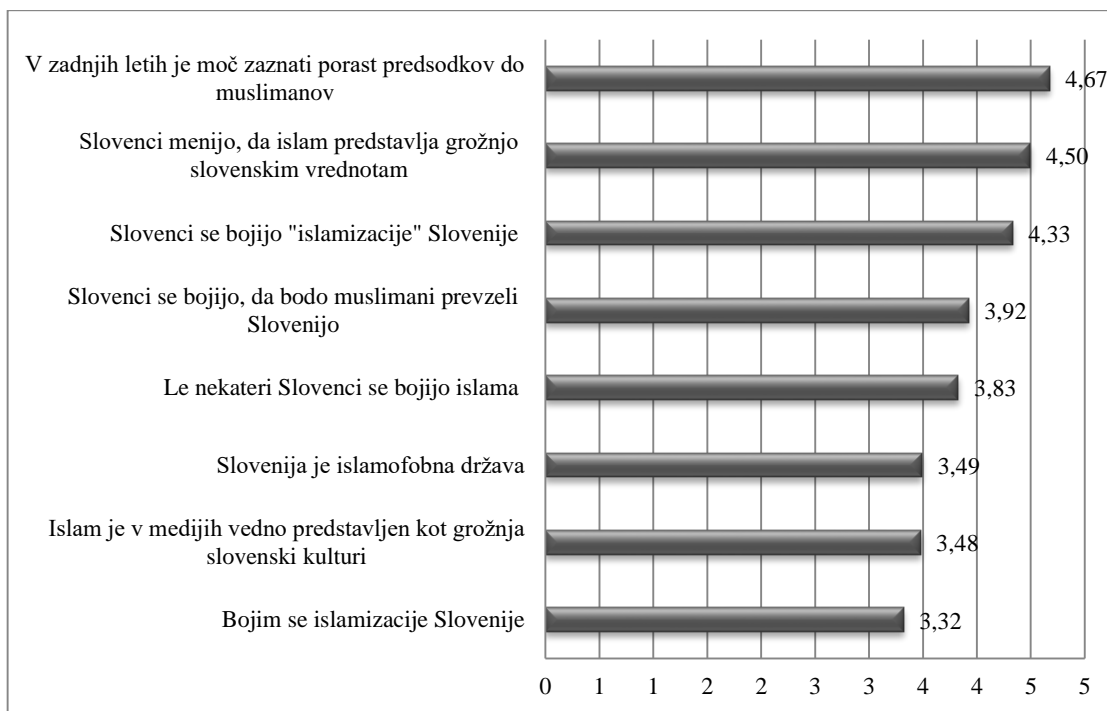 V zadnjih letih je moč zaznati porast predsodkov do
muslimanov
4,67
Slovenci menijo, da islam predstavlja grožnjo
slovenskim vrednotam
4,50
Slovenci se bojijo "islamizacije" Slovenije
4,33
Slovenci se bojijo, da bodo muslimani prevzeli
Slovenijo
3,92
Le nekateri Slovenci se bojijo islama
3,83
Slovenija je islamofobna država
3,49
Islam je v medijih vedno predstavljen kot grožnja
slovenski kulturi
3,48
Bojim se islamizacije Slovenije
3,32
0 1 1 2 2 3 3 4 4 5 5